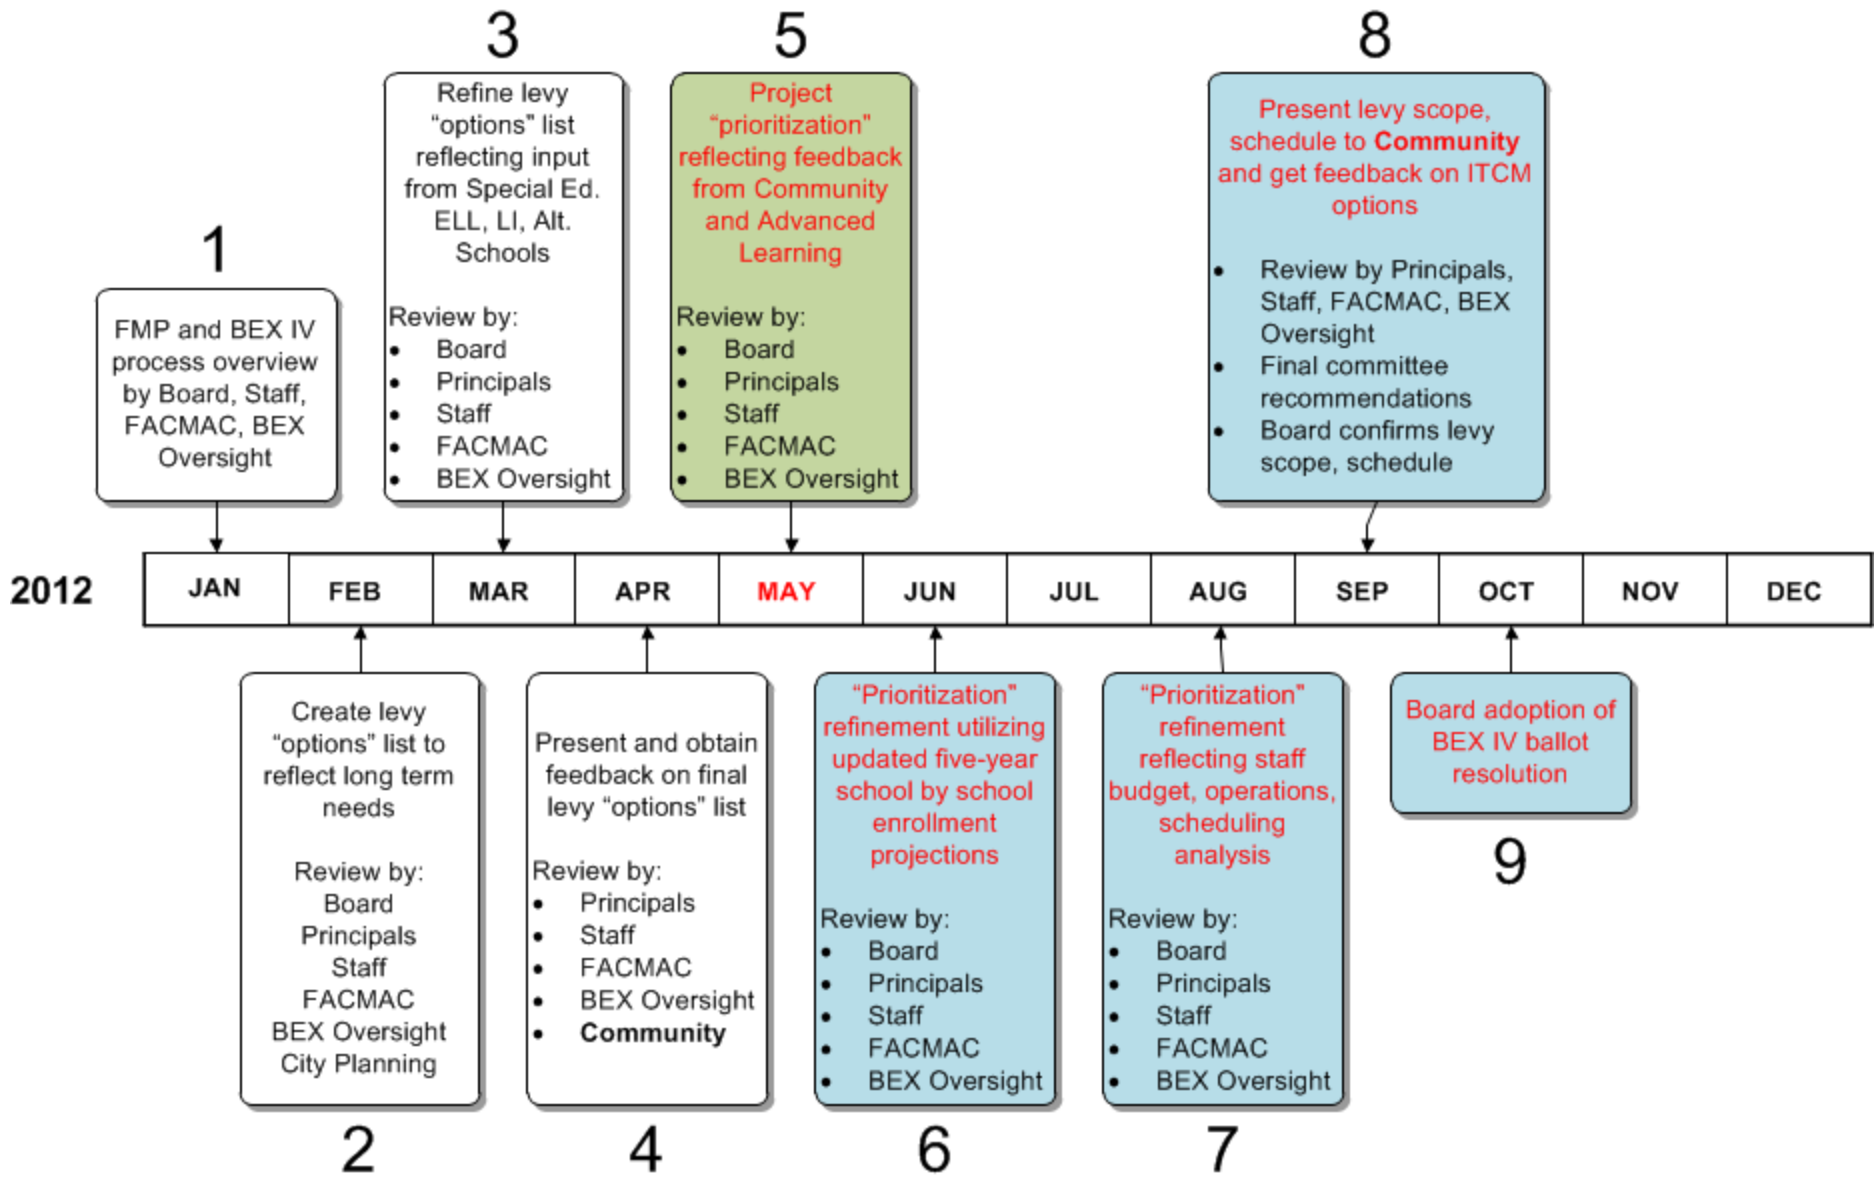 3
5
8
Refine levy
“options” list
reflecting input
from Special Ed.
ELL, LI, Alt.
Schools
Review by:
• Board
• Principals
• Staff
• FACMAC
• BEX Oversight
Project
“prioritization”
reflecting feedback
from Community
and Advanced
Learning
Review by:
• Board
• Principals
• Staff
• FACMAC
• BEX Oversight
Present levy scope,
schedule to Community
and get feedback on ITCM
options
• Review by Principals,
Staff, FACMAC, BEX
Oversight
• Final committee
recommendations
• Board confirms levy
scope, schedule
1
FMP and BEX IV
process overview
by Board, Staff,
FACMAC, BEX
Oversight
2012 JAN FEB MAR APR MAY JUN JUL AUG SEP OCT NOV DEC
Create levy
“options” list to
reflect long term
needs
Review by:
Board
Principals
Staff
FACMAC
BEX Oversight
City Planning
2
Present and obtain
feedback on final
levy “options” list
Review by:
• Principals
• Staff
• FACMAC
• BEX Oversight
• Community
4
“Prioritization”
refinement utilizing
updated five-year
school by school
enrollment
projections
Review by:
• Board
• Principals
• Staff
• FACMAC
• BEX Oversight
6
“Prioritization”
refinement
reflecting staff
budget, operations,
scheduling
analysis
Review by:
• Board
• Principals
• Staff
• FACMAC
• BEX Oversight
7
Board adoption of
BEX IV ballot
resolution
9